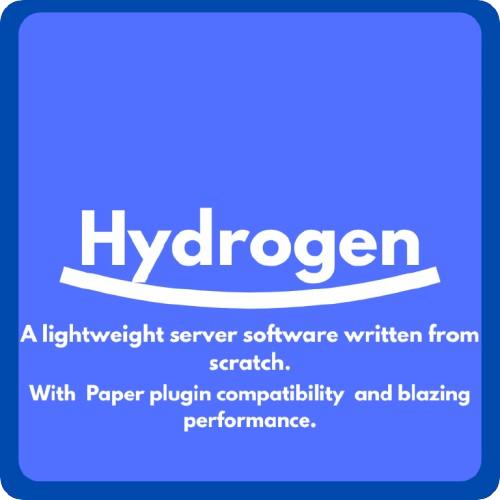 Hydrogen
A lightweight server software written from
scratch.
With Paper plugin compatibility and blazing
performance.